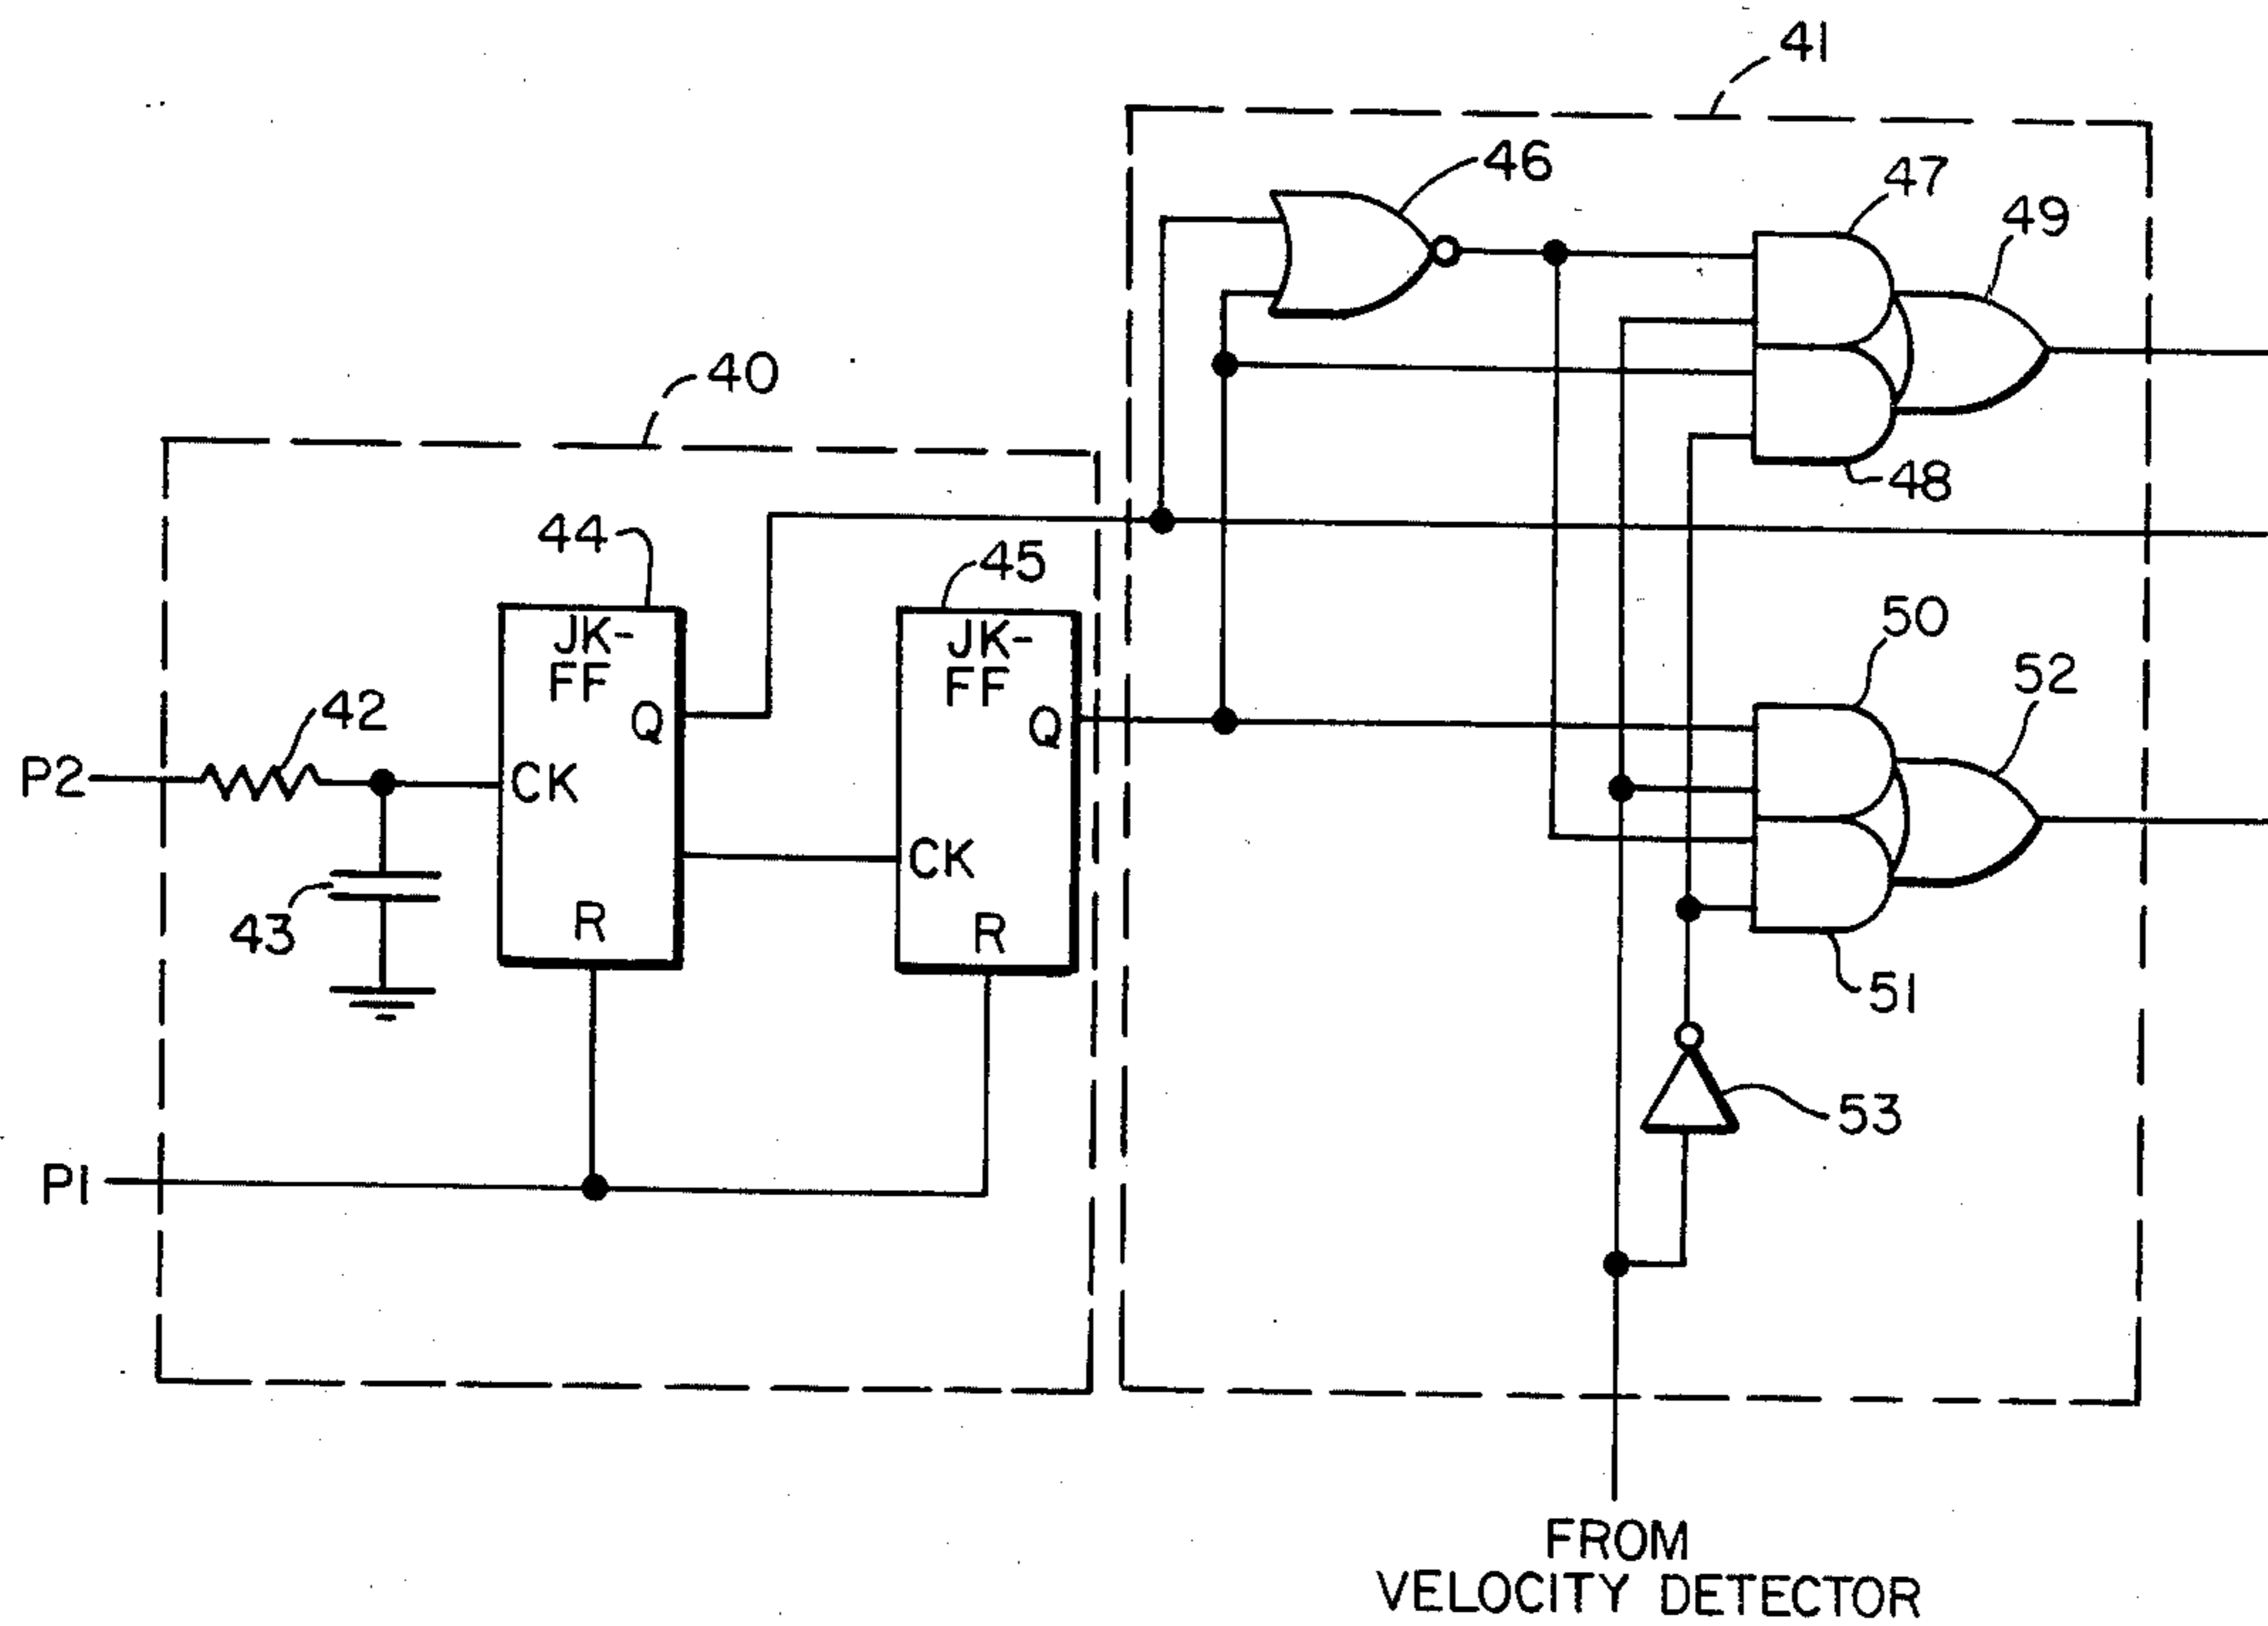 41
46
47
49
40
48
44
45
JK-
FF
JK-
FF
50
52
42
Q
Q
P2
CK
CK
43
R
R
51
53
P1
FROM
VELOCITY DETECTOR